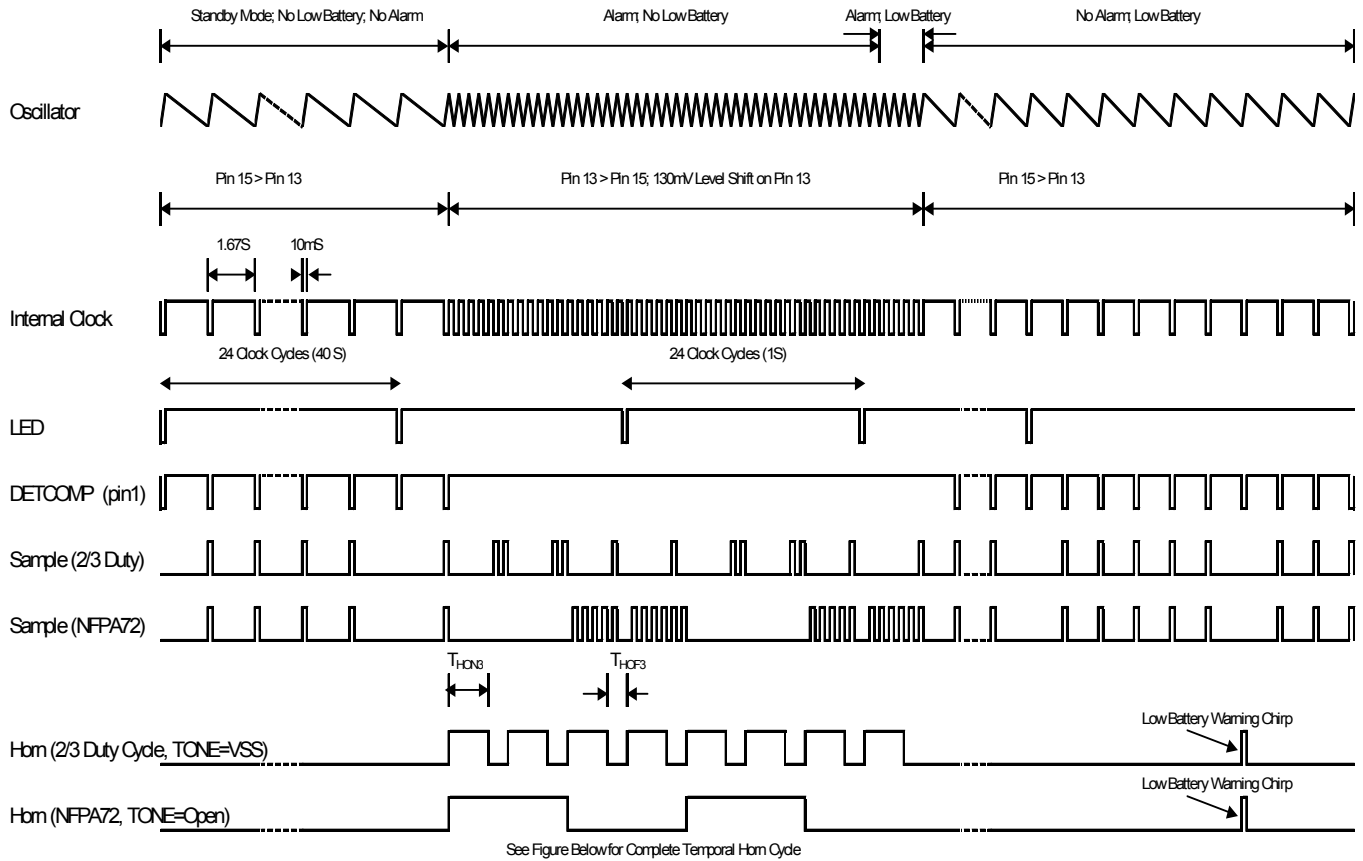 Standby Mode; No Low Battery; No Alarm
Alarm; No Low Battery
Alarm; Low Battery
No Alarm; Low Battery
Oscillator
Pin 15 > Pin 13
Pin 13 > Pin 15; 130mV Level Shift on Pin 13
Pin 15 > Pin 13
1.67S
10mS
Internal Clock
24 Clock Cycles (40 S)
24 Clock Cycles (1S)
LED
DETCOMP (pin1)
Sample (2/3 Duty)
Sample (NFPA72)
THON3
THOF3
Low Battery Warning Chirp
Horn (2/3 Duty Cycle, TONE=VSS)
Low Battery Warning Chirp
Horn (NFPA72, TONE=Open)
See Figure Below for Complete Temporal Horn Cycle